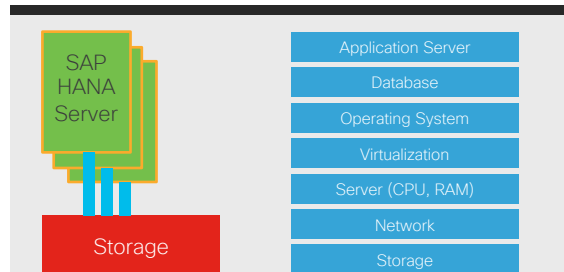 SAP
HANA
Server
Storage
Application Server
Database
Operating System
Virtualization
Server (CPU, RAM)
Network
Storage